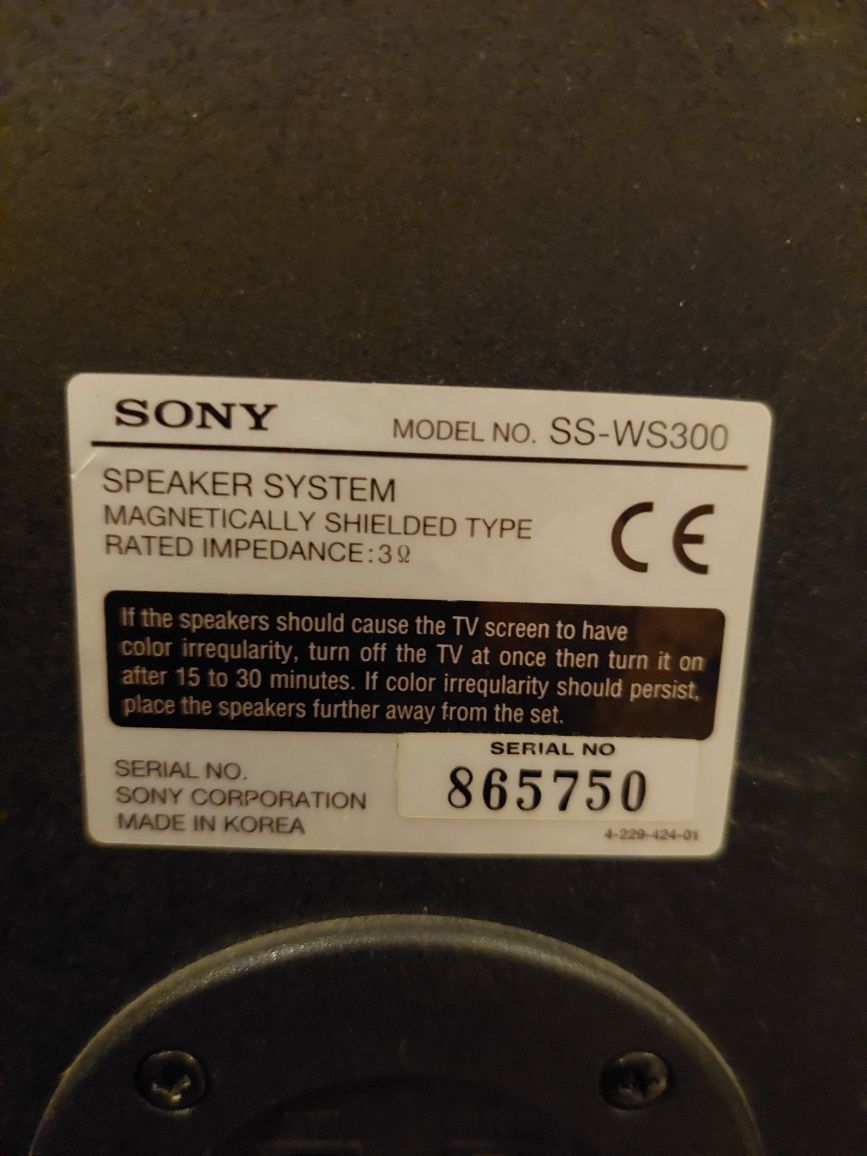 SONY MODEL NO. SS-WS300
SPEAKER SYSTEM
MAGNETICALLY SHIELDED TYPE
RATED IMPEDANCE:3Ω
CE
If the speakers should cause the TV screen to have
color irreqularity, turn off the TV at once then turn it on
after 15 to 30 minutes. If color irreqularity should persist,
place the speakers further away from the set.
SERIAL NO
865750
SERIAL NO.
SONY CORPORATION
MADE IN KOREA
4-229-424-01